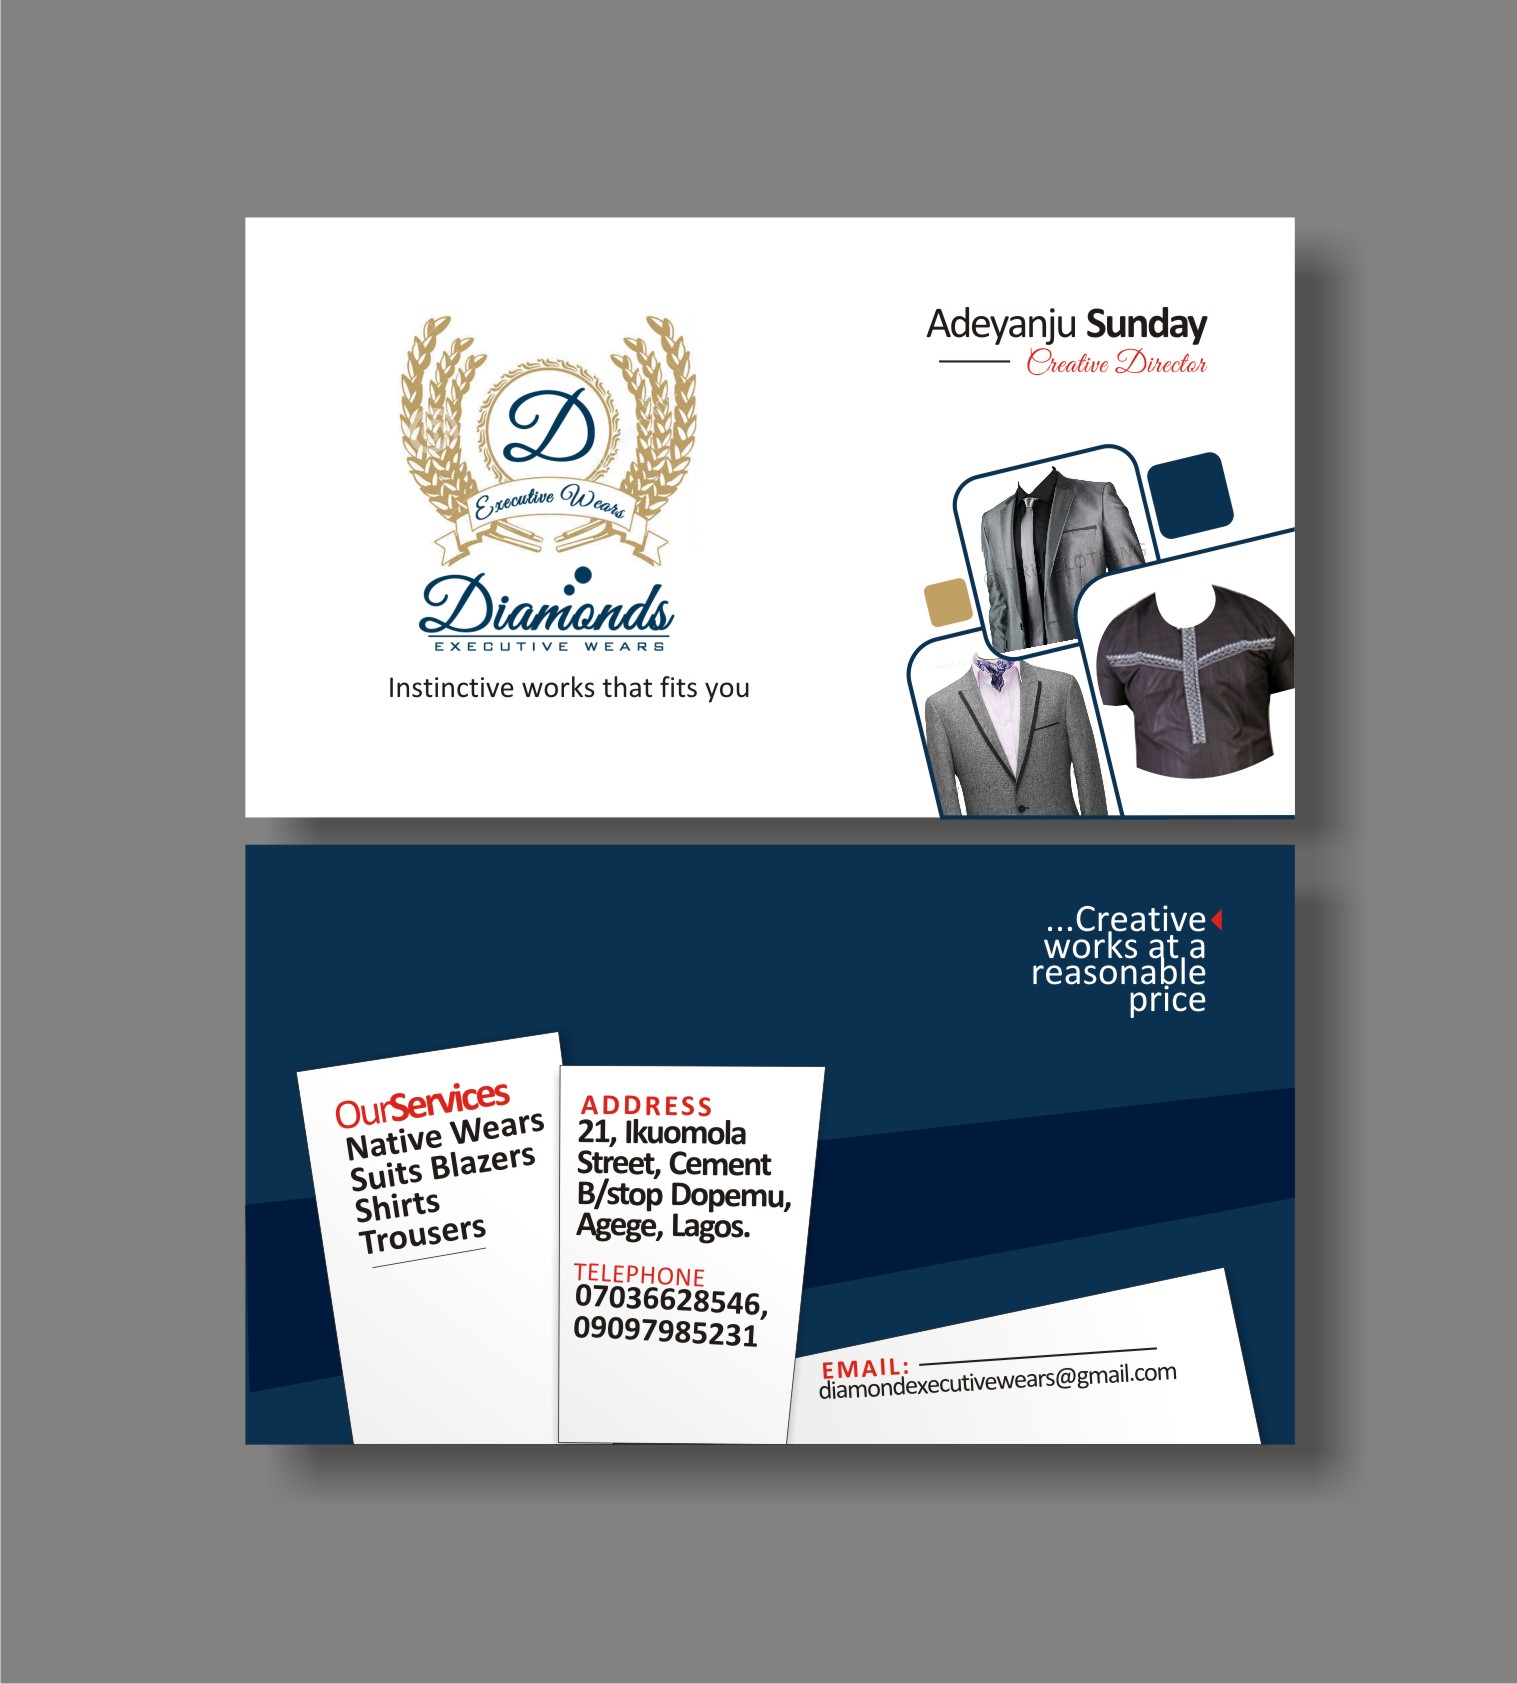 Adeyanju Sunday
Creative Director
D
Executive Wears
Diamonds
EXECUTIVE WEARS
Instinctive works that fits you
...Creative
works at a
reasonable
price
OurServices
Native Wears
Suits Blazers
Shirts
Trousers
ADDRESS
21, Ikuomola
Street, Cement
B/stop Dopemu,
Agege, Lagos.
TELEPHONE
07036628546,
09097985231
EMAIL:
diamondexecutivewears@gmail.com